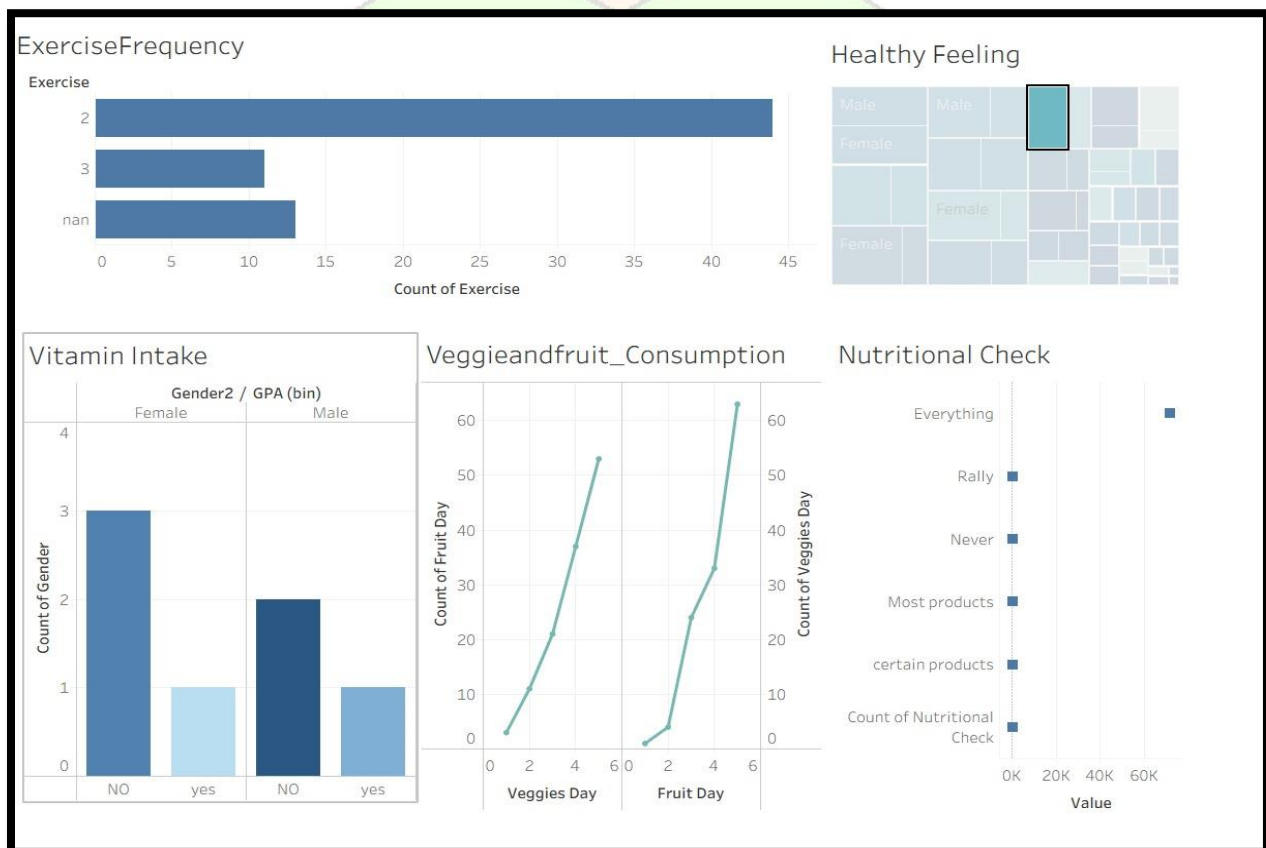 ExerciseFrequency
Exercise
2
3
nan
0 5 10 15 20 25 30 35 40 45
Count of Exercise
Healthy Feeling
Male Male
Female
Female
Female
Vitamin Intake
Gender2 / GPA (bin)
Female Male
4
3
2
1
0
Count of Gender
NO yes NO yes
Veggieandfruit_Consumption
60
50
40
30
20
10
0
Count of Fruit Day
0 2 4 6 0 2 4 6
Veggies Day Fruit Day
60
50
40
30
20
10
0
Count of Veggies Day
Nutritional Check
Everything
Rally
Never
Most products
certain products
Count of Nutritional
Check
0K 20K 40K 60K
Value